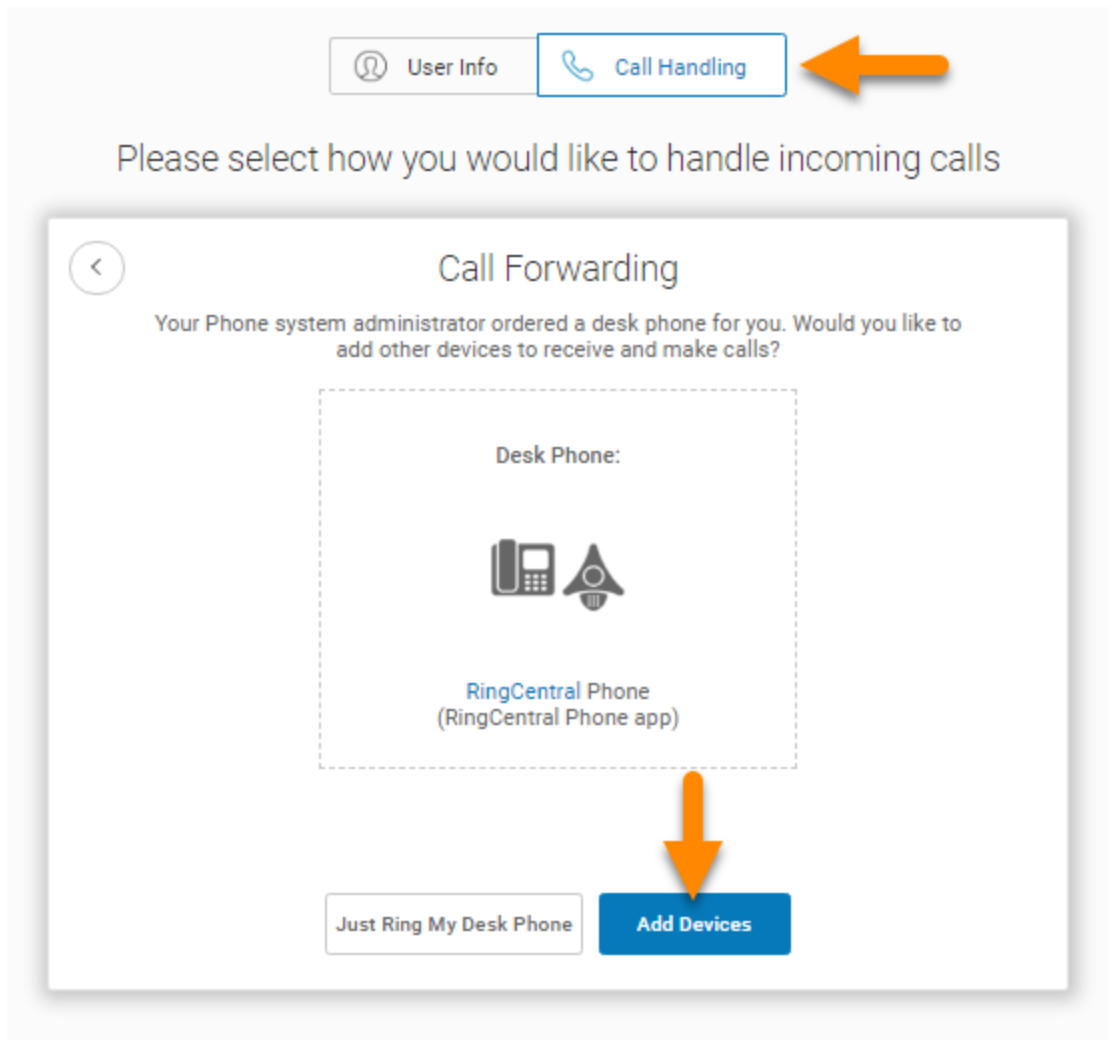 User Info
Call Handling
Please select how you would like to handle incoming calls
Call Forwarding
Your Phone system administrator ordered a desk phone for you. Would you like to
add other devices to receive and make calls?
Desk Phone:
RingCentral Phone
(RingCentral Phone app)
Just Ring My Desk Phone
Add Devices